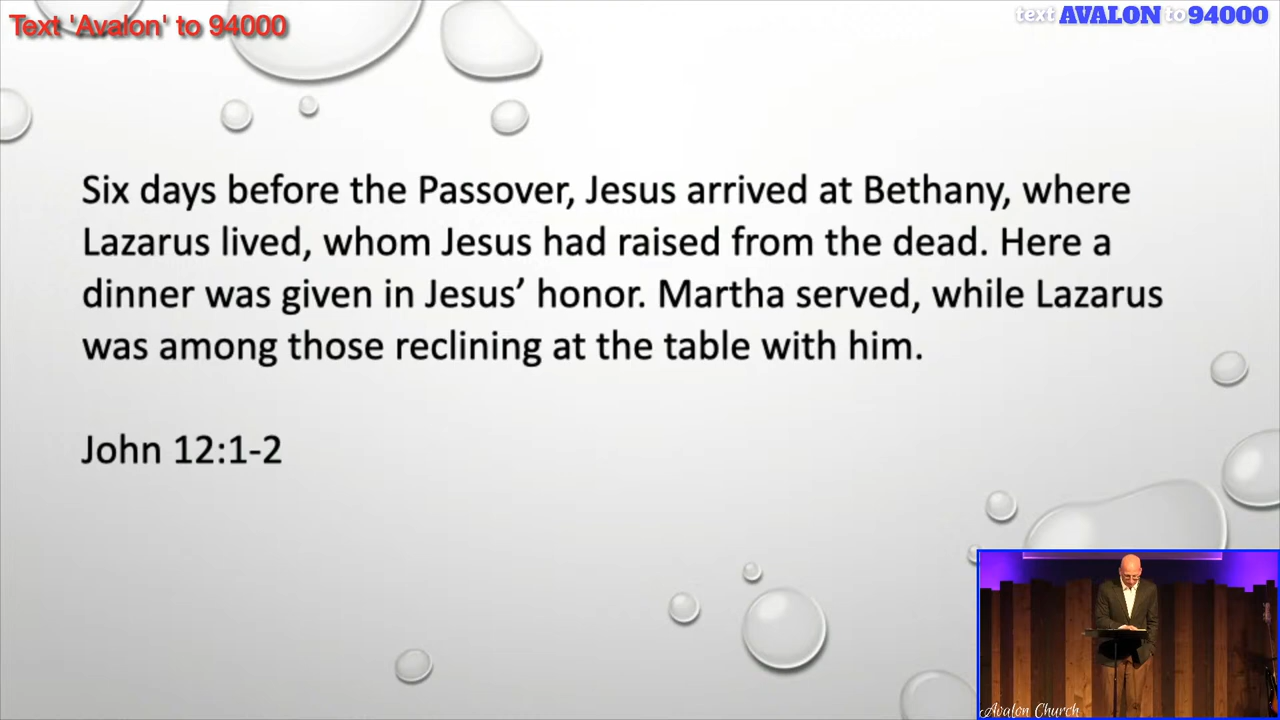 Text 'Avalon' to 94000
text AVALON to 94000
Six days before the Passover, Jesus arrived at Bethany, where
Lazarus lived, whom Jesus had raised from the dead. Here a
dinner was given in Jesus’ honor. Martha served, while Lazarus
was among those reclining at the table with him.
John 12:1-2
Avalon Church